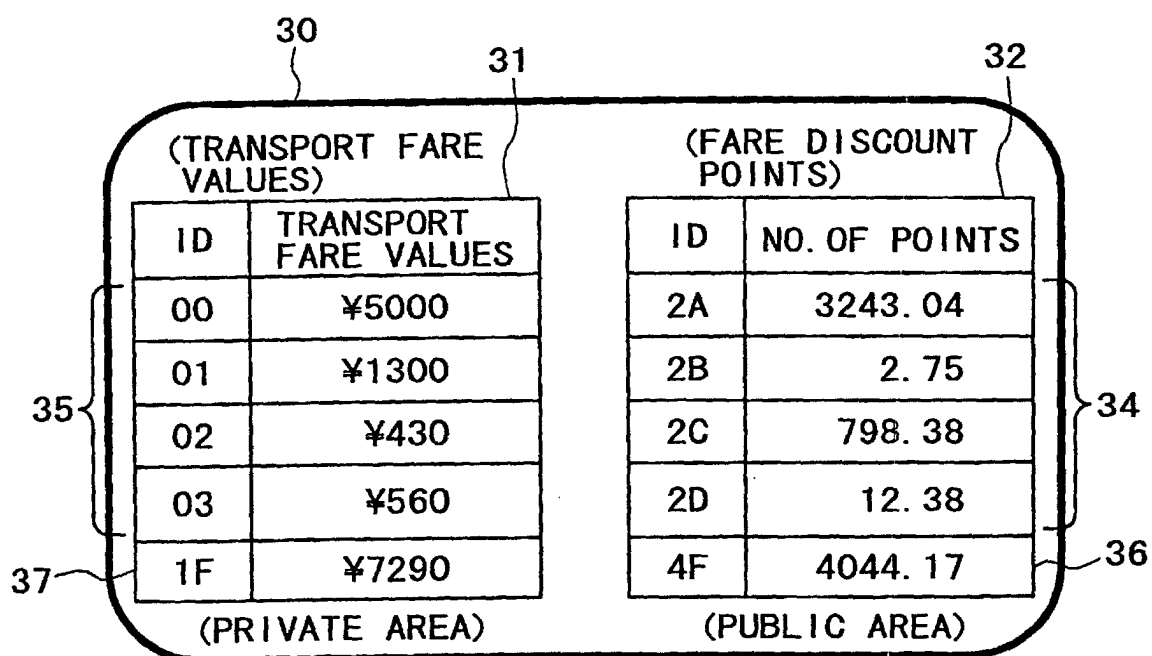 30
31
32
(TRANSPORT FARE
VALUES)
(FARE DISCOUNT
POINTS)
ID TRANSPORT
FARE VALUES
00 ¥5000
01 ¥1300
02 ¥430
03 ¥560
1F ¥7290
35
37
(PRIVATE AREA)
ID NO. OF POINTS
2A 3243.04
2B 2.75
2C 798.38
2D 12.38
4F 4044.17
34
36
(PUBLIC AREA)